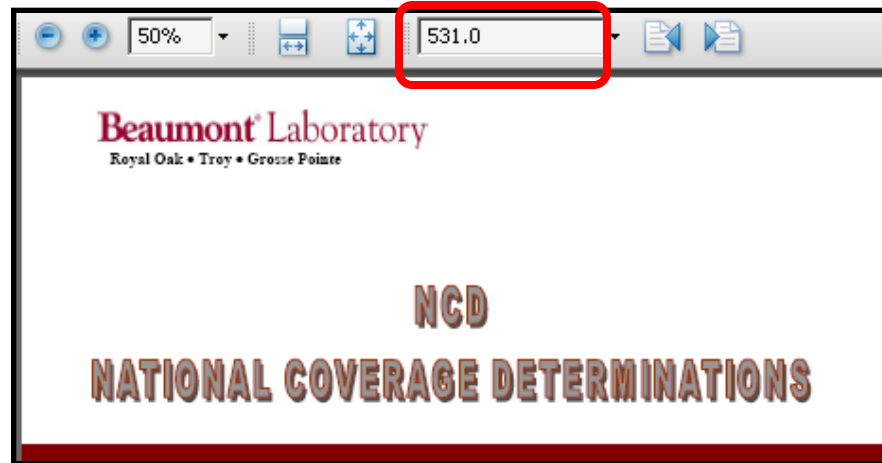 50% 531.0
Beaumont® Laboratory
Royal Oak • Troy • Grosse Pointe
NCD
NATIONAL COVERAGE DETERMINATIONS